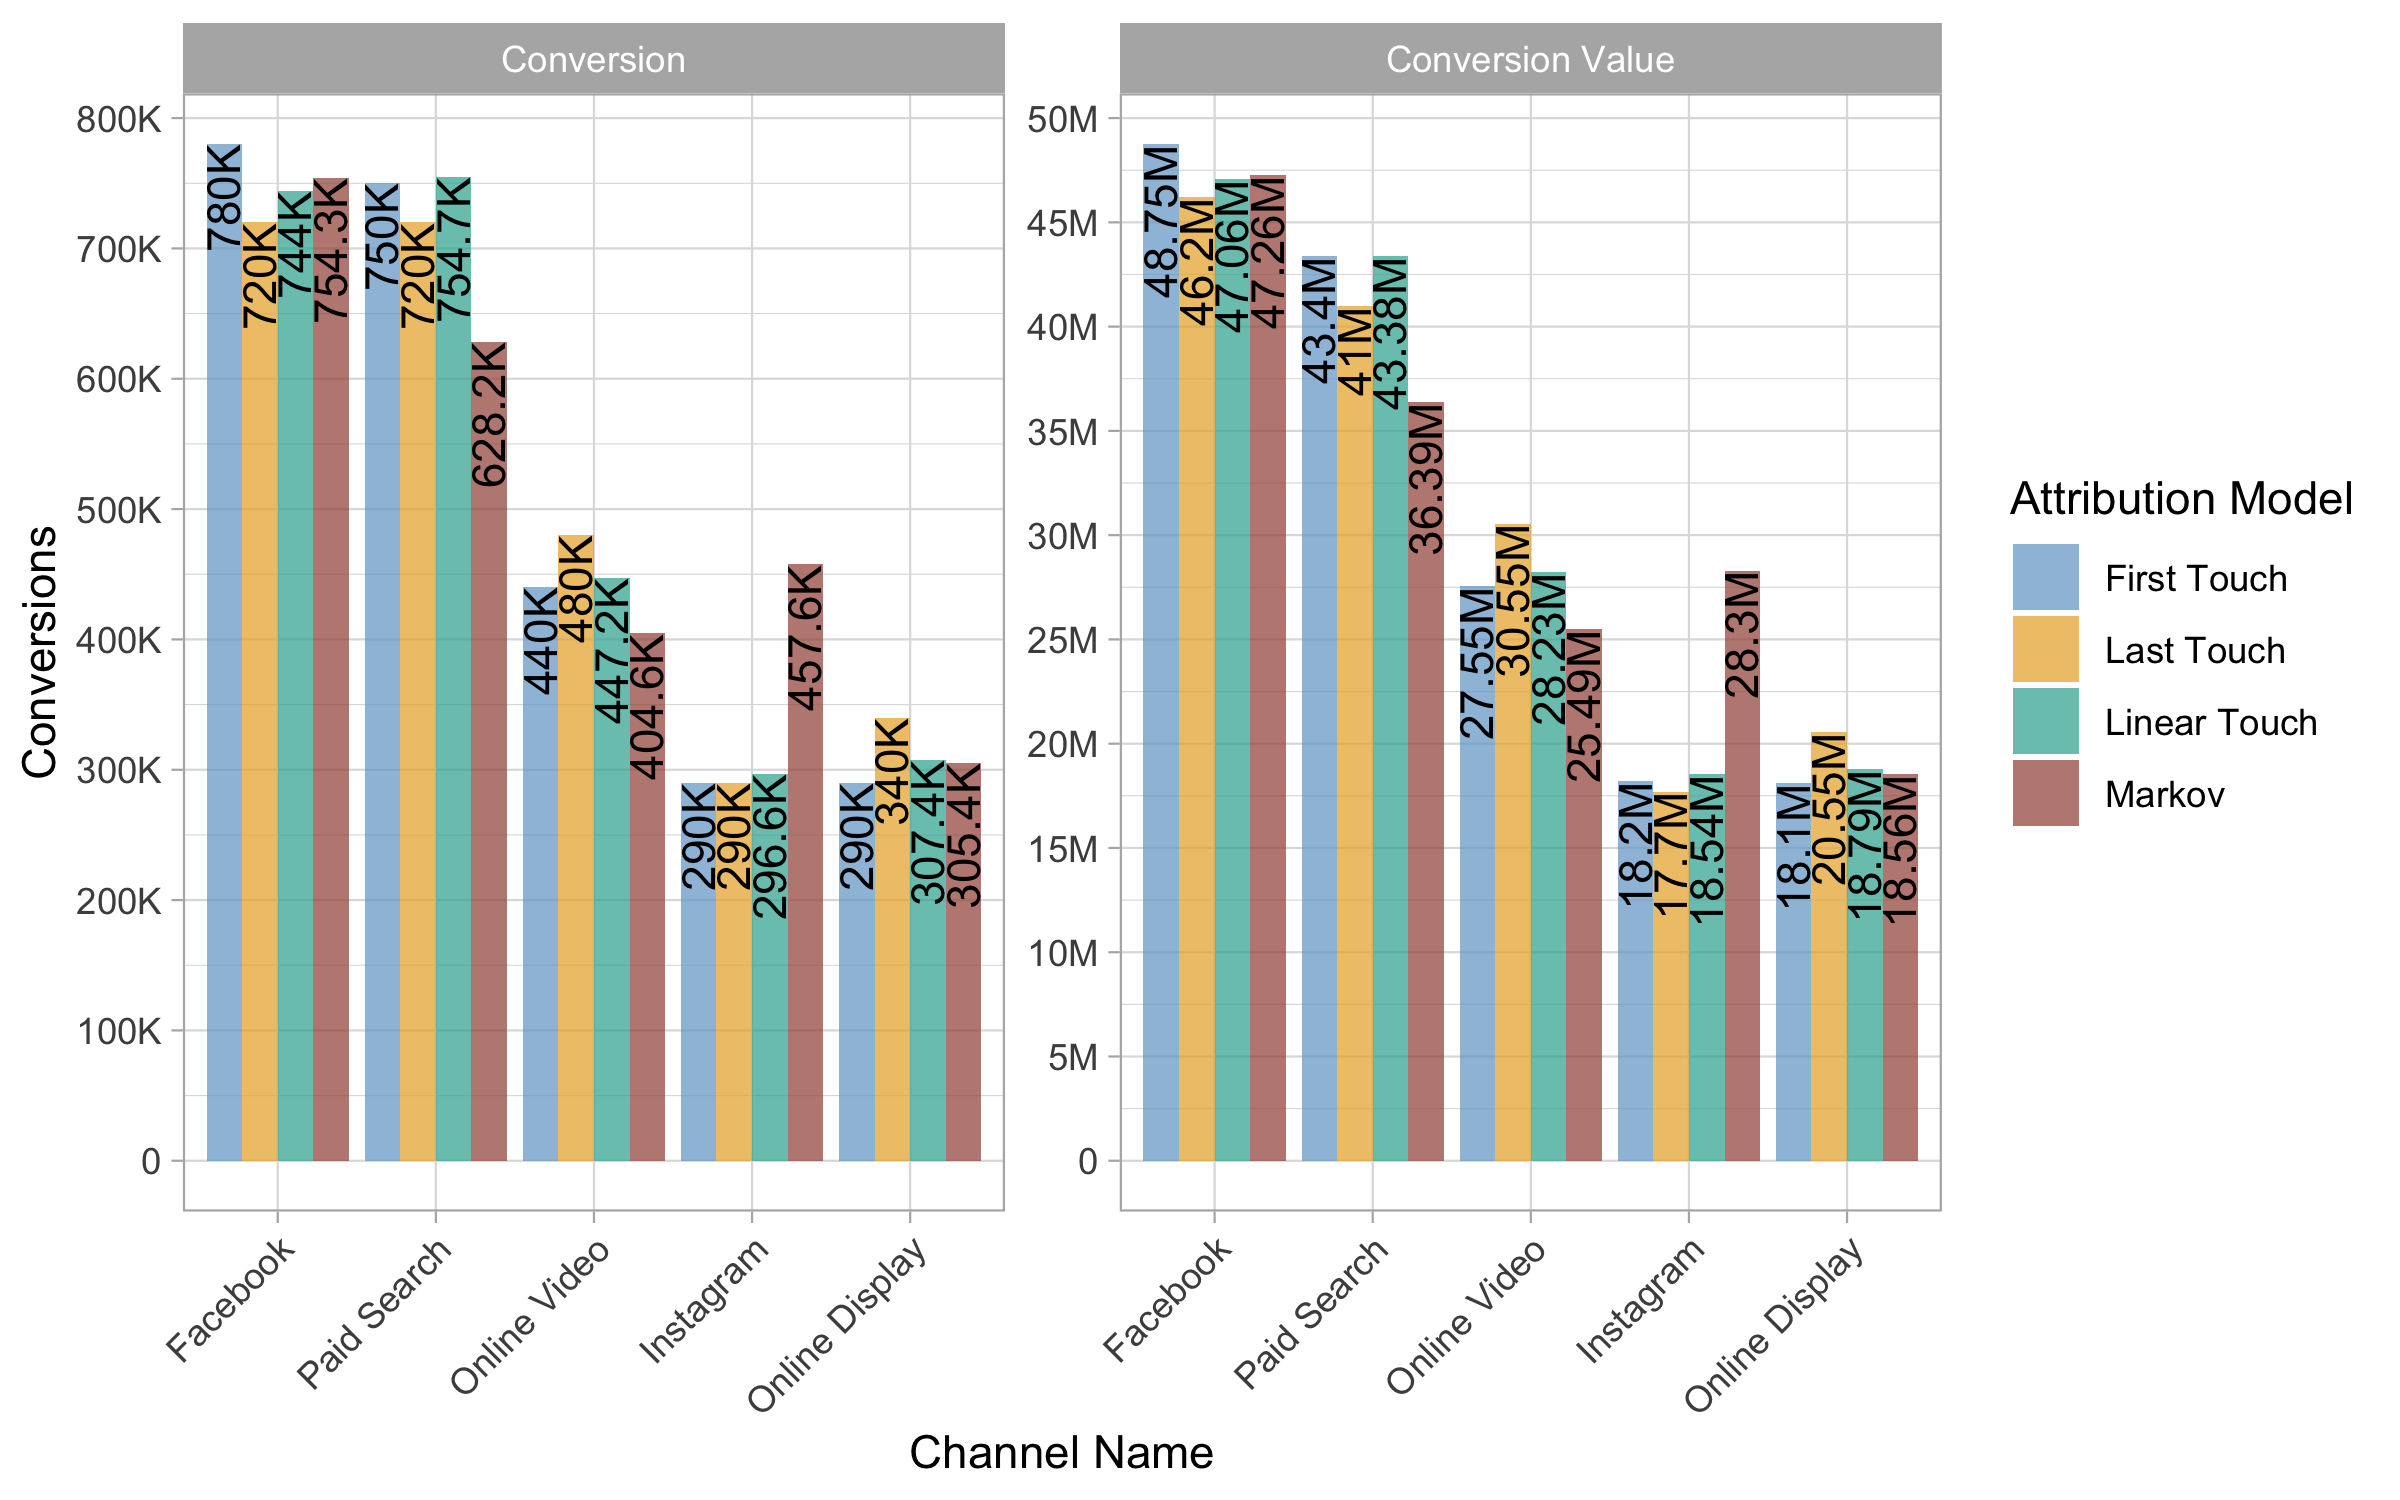 Conversion
Conversion Value
Conversions
800K
700K
600K
500K
400K
300K
200K
100K
0
780K
720K
744K
754.3K
750K
720K
754.7K
628.2K
440K
480K
447.2K
404.6K
290K
290K
296.6K
457.6K
290K
340K
307.4K
305.4K
Facebook
Paid Search
Online Video
Instagram
Online Display
50M
45M
40M
35M
30M
25M
20M
15M
10M
5M
0
48.75M
46.2M
47.06M
47.26M
43.4M
41M
43.38M
36.39M
27.55M
30.55M
28.23M
25.49M
18.2M
17.7M
18.54M
28.3M
18.1M
20.55M
18.79M
18.56M
Facebook
Paid Search
Online Video
Instagram
Online Display
Channel Name
Attribution Model
First Touch
Last Touch
Linear Touch
Markov